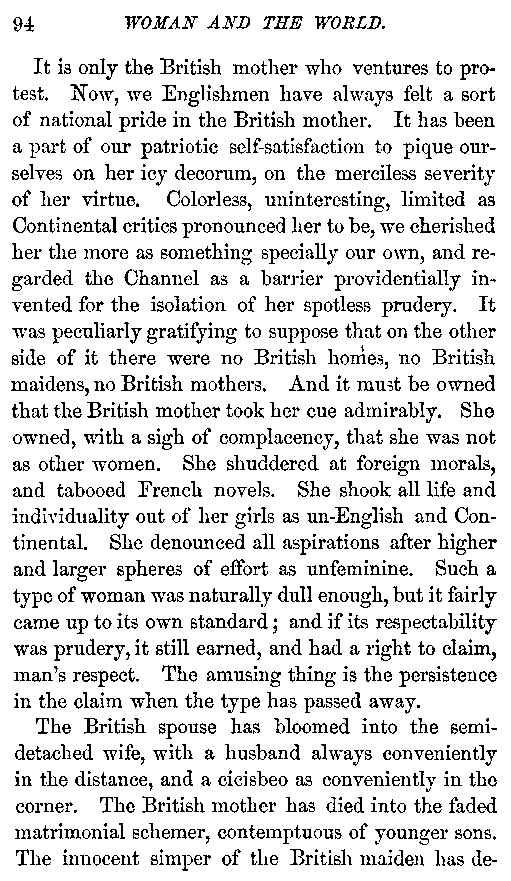 94 WOMAN AND THE WORLD.
It is only the British mother who ventures to pro-
test. Now, we Englishmen have always felt a sort
of national pride in the British mother. It has been
a part of our patriotic self-satisfaction to pique our-
selves on her icy decorum, on the merciless severity
of her virtue. Colorless, uninteresting, limited as
Continental critics pronounced her to be, we cherished
her the more as something specially our own, and re-
garded the Channel as a barrier providentially in-
vented for the isolation of her spotless prudery. It
was peculiarly gratifying to suppose that on the other
side of it there were no British homes, no British
maidens, no British mothers. And it must be owned
that the British mother took her cue admirably. She
owned, with a sigh of complacency, that she was not
as other women. She shuddered at foreign morals,
and tabooed French novels. She shook all life and
individuality out of her girls as un-English and Con-
tinental. She denounced all aspirations after higher
and larger spheres of effort as unfeminine. Such a
type of woman was naturally dull enough, but it fairly
came up to its own standard; and if its respectability
was prudery, it still earned, and had a right to claim,
man's respect. The amusing thing is the persistence
in the claim when the type has passed away.
The British spouse has bloomed into the semi-
detached wife, with a husband always conveniently
in the distance, and a cicisbeo as conveniently in the
corner. The British mother has died into the faded
matrimonial schemer, contemptuous of younger sons.
The innocent simper of the British maiden has de-